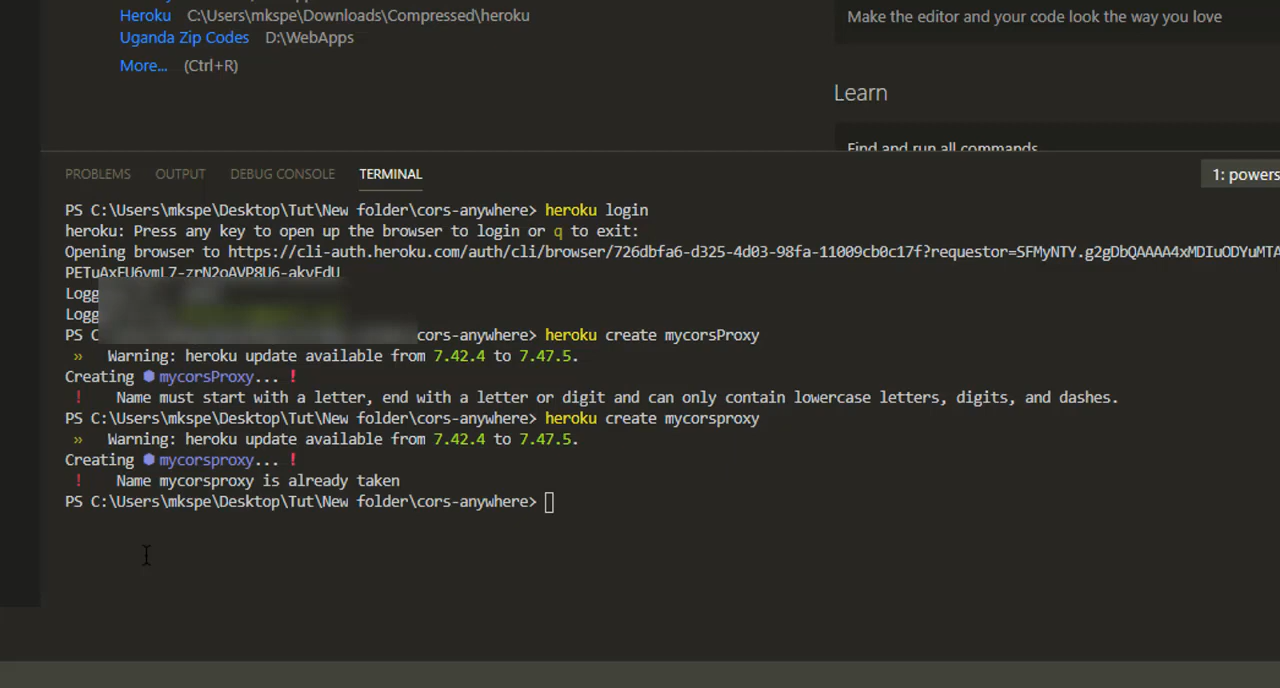 Heroku C:\Users\mkspe\Downloads\Compressed\heroku
Uganda Zip Codes D:\WebApps
More... (Ctrl+R)
Make the editor and your code look the way you love
Learn
Find and run all commands
PROBLEMS OUTPUT DEBUG CONSOLE TERMINAL
1: powers
PS C:\Users\mkspe\Desktop\Tut\New folder\cors-anywhere> heroku login
heroku: Press any key to open up the browser to login or q to exit:
Opening browser to https://cli-auth.heroku.com/auth/cli/browser/726dbfa6-d325-4d03-98fa-11009cb0c17f?requestor=SFMyNTY.g2gDbQAAAA4xMDIuODYuMTA
Logg
Logg
PS C cors-anywhere> heroku create mycorsProxy
» Warning: heroku update available from 7.42.4 to 7.47.5.
Creating ⬢ mycorsProxy... !
! Name must start with a letter, end with a letter or digit and can only contain lowercase letters, digits, and dashes.
PS C:\Users\mkspe\Desktop\Tut\New folder\cors-anywhere> heroku create mycorsproxy
» Warning: heroku update available from 7.42.4 to 7.47.5.
Creating ⬢ mycorsproxy... !
! Name mycorsproxy is already taken
PS C:\Users\mkspe\Desktop\Tut\New folder\cors-anywhere>